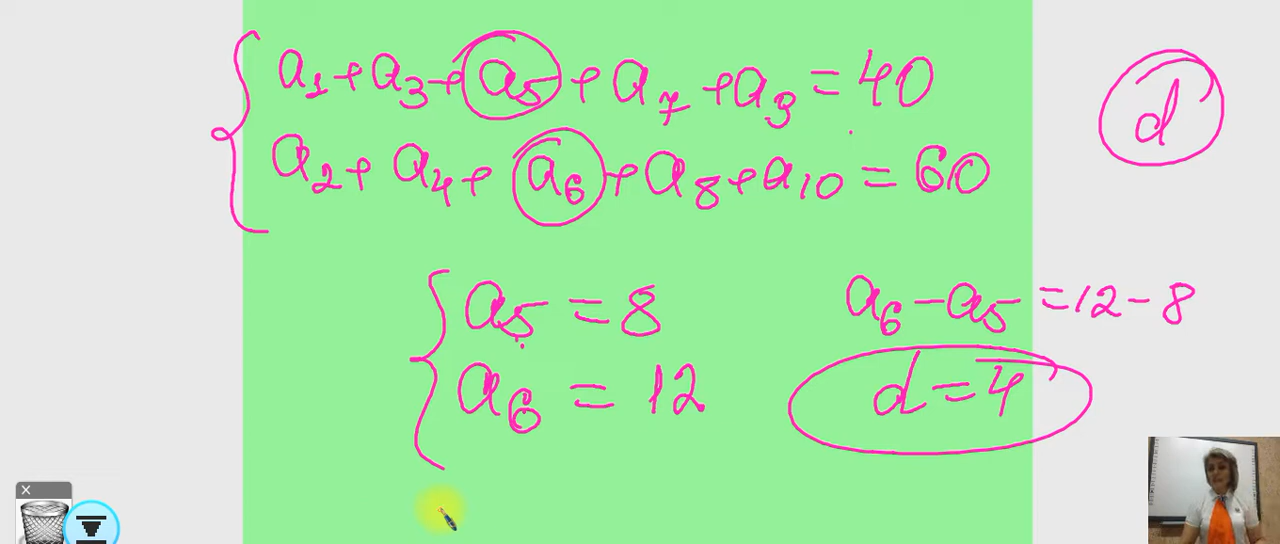 a1+a3+a5+a7+a9=40
d
a2+a4+a6+a8+a10=60
a5=8
a6-a5=12-8
a6=12
d=4